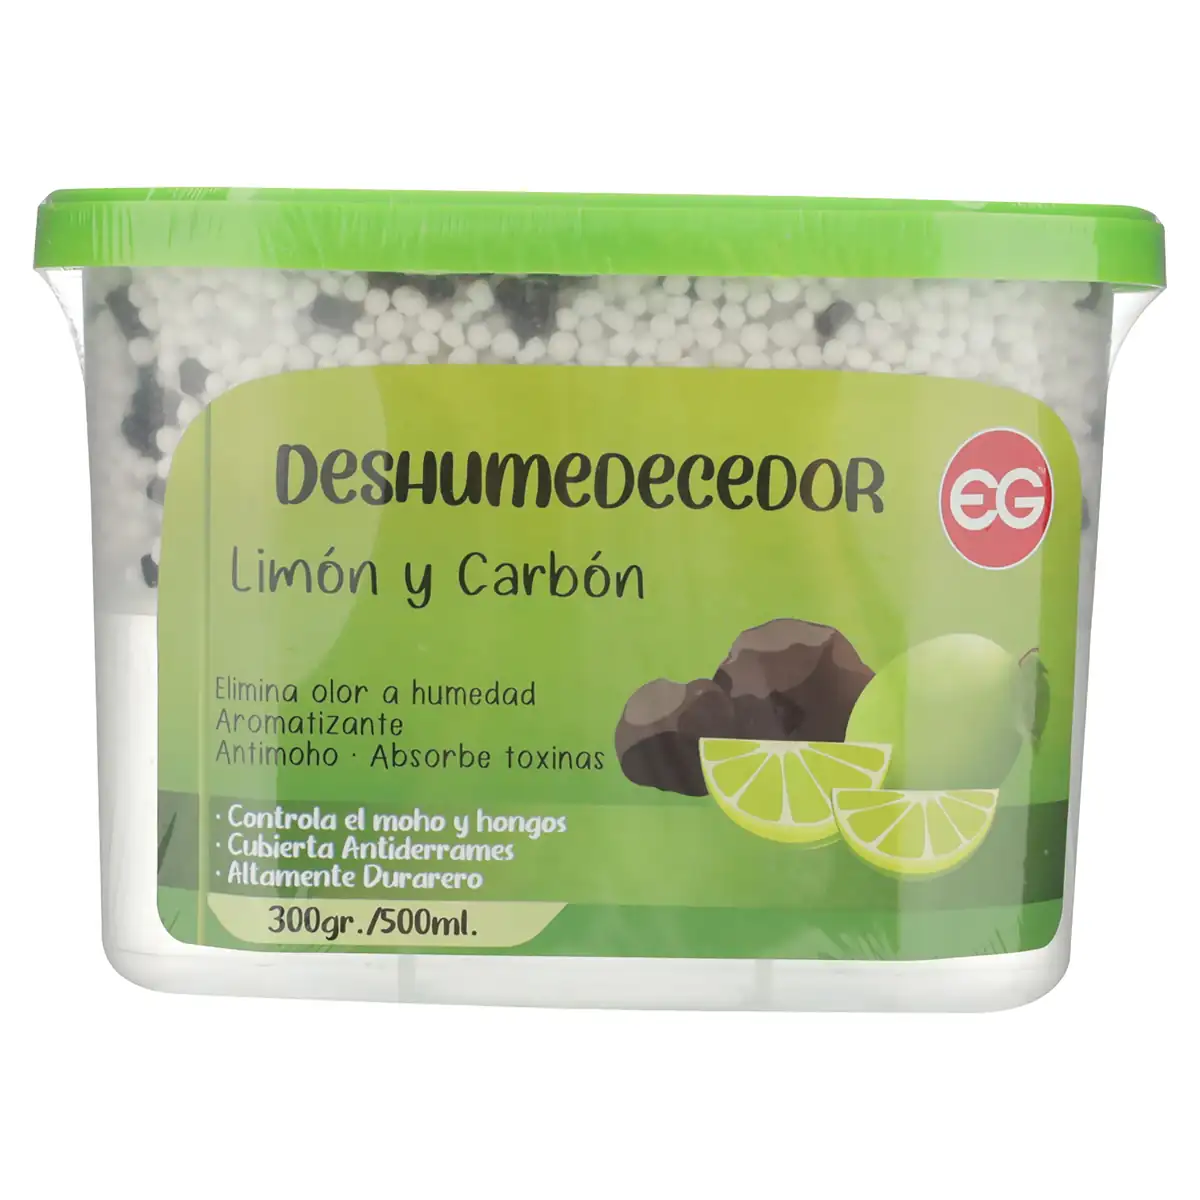 DESHUMEDECEDOR
EG
TM
Limón y Carbón
Elimina olor a humedad
Aromatizante
Antimoho · Absorbe toxinas
· Controla el moho y hongos
· Cubierta Antiderrames
· Altamente Durarero
300gr./500ml.